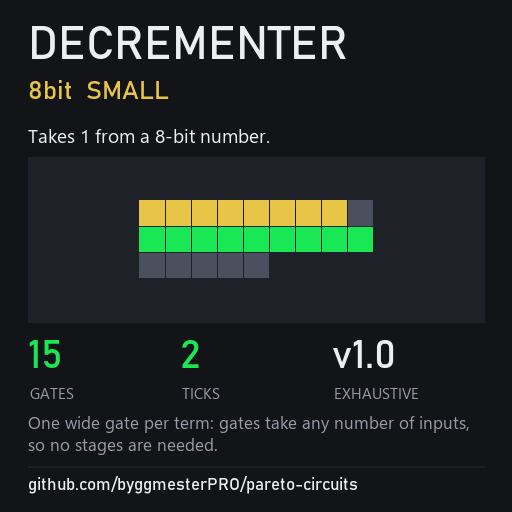 DECREMENTER
8bit SMALL
Takes 1 from a 8-bit number.
15 2 v1.0
GATES TICKS EXHAUSTIVE
One wide gate per term: gates take any number of inputs,
so no stages are needed.
github.com/byggmesterPRO/pareto-circuits